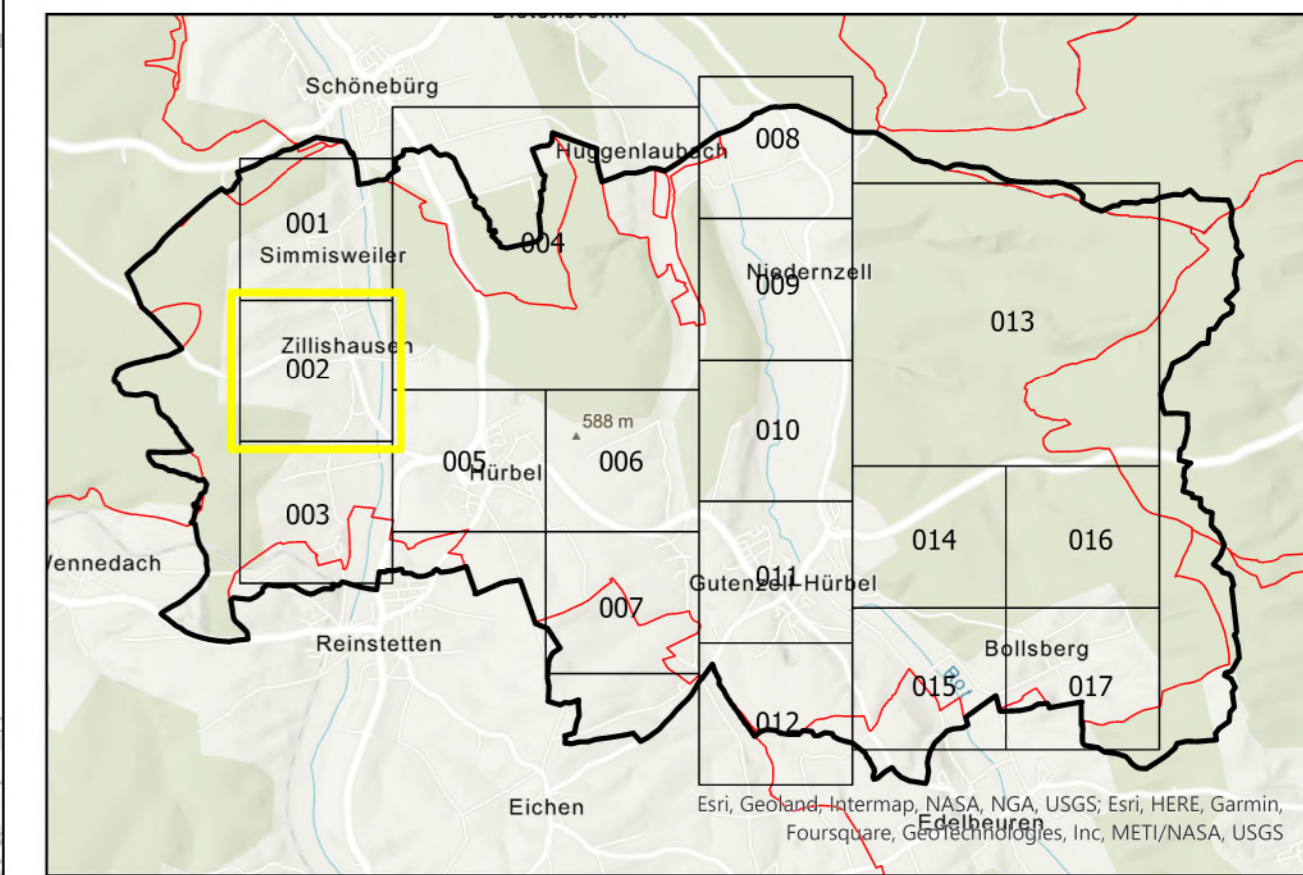 Schönebürg
Huggenlaubach
008
001
Simmisweiler
004
Niedernzell
009
013
Zillishausen
002
588 m
010
005
Hürbel
006
003
014
016
Wennedach
011
Gutenzell-Hürbel
007
Reinstetten
Bollsberg
015
Rot
017
012
Eichen
Esri, Geoland, Intermap, NASA, NGA, USGS; Esri, HERE, Garmin,
Edelbeuren
Foursquare, GeoTechnologies, Inc, METI/NASA, USGS